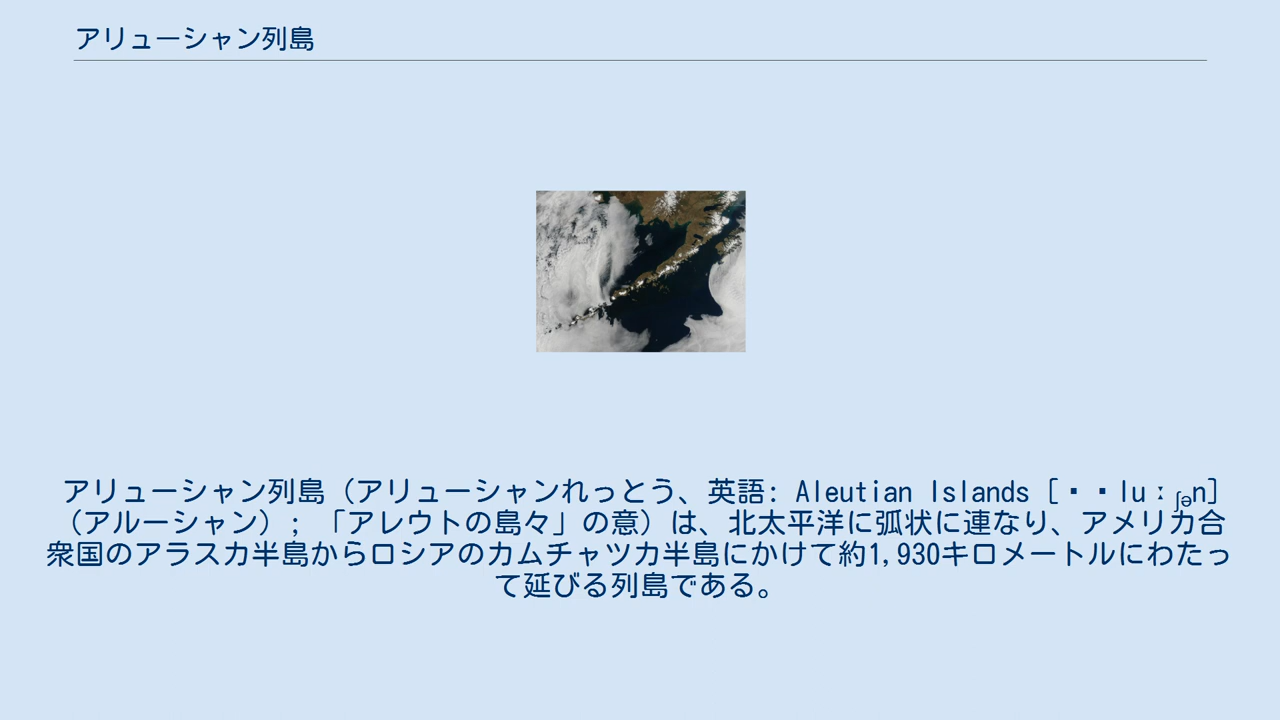 アリューシャン列島
アリューシャン列島（アリューシャンれっとう、英語: Aleutian Islands [··luːʃən]
（アルーシャン）; 「アレウトの島々」の意）は、北太平洋に弧状に連なり、アメリカ合
衆国のアラスカ半島からロシアのカムチャツカ半島にかけて約1,930キロメートルにわたっ
て延びる列島である。